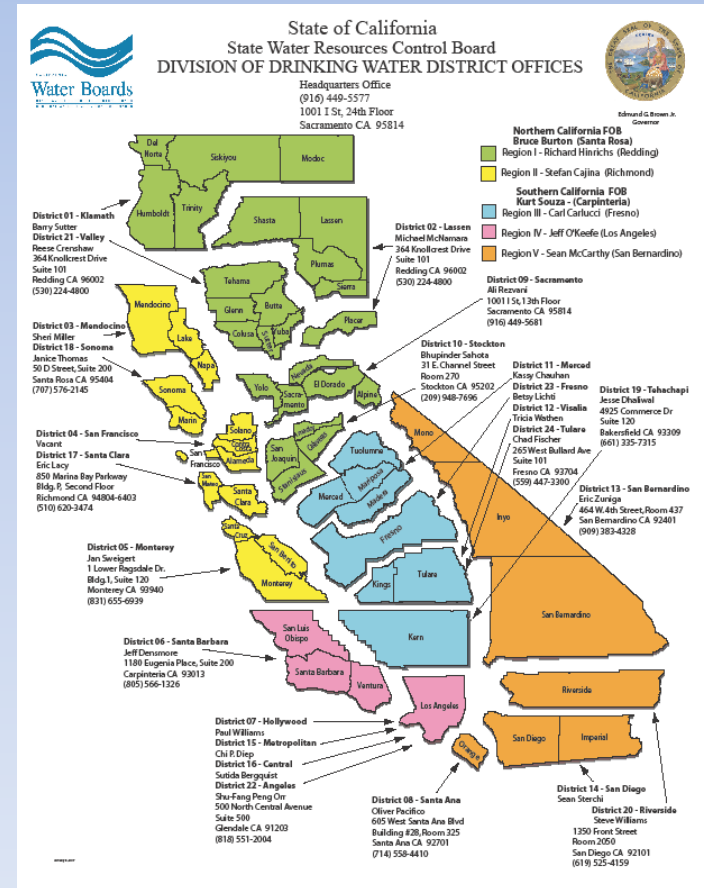 State of California
State Water Resources Control Board
DIVISION OF DRINKING WATER DISTRICT OFFICES
Headquarters Office
(916) 449-5577
1001 I St, 24th Floor
Sacramento CA 95814
Water Boards
Edmund G. Brown Jr.
Governor
Northern California FOB
Bruce Burton (Santa Rosa)
Region I - Richard Hinrichs (Redding)
Region II - Stefan Cajina (Richmond)
Southern California FOB
Kurt Souza - (Carpinteria)
Region III - Carl Carlucci (Fresno)
Region IV - Jeff O'Keefe (Los Angeles)
Region V - Sean McCarthy (San Bernardino)
Del
Norte
Siskiyou
Modoc
Humboldt
Trinity
Shasta
Lassen
Plumas
Sierra
Tehama
Glenn
Butte
Colusa
Sutter
Yuba
Placer
Mendocino
Lake
Napa
Sonoma
Marin
Nevada
Yolo
Sacra-
mento
El Dorado
Alpine
Solano
Contra
Costa
Alameda
San
Francisco
San
Mateo
Santa
Clara
San
Joaquin
Amador
Calaveras
Stanislaus
Tuolumne
Mariposa
Merced
Madera
Fresno
Kings
Tulare
Kern
Mono
Inyo
San Bernardino
Santa
Cruz
San Benito
Monterey
San Luis
Obispo
Santa Barbara
Ventura
Los Angeles
Orange
Riverside
San Diego
Imperial
District 01 - Klamath
Barry Sutter
District 21 - Valley
Reese Crenshaw
364 Knollcrest Drive
Suite 101
Redding CA 96002
(530) 224-4800
District 02 - Lassen
Michael McNamara
364 Knollcrest Drive
Suite 101
Redding CA 96002
(530) 224-4800
District 03 - Mendocino
Sheri Miller
District 18 - Sonoma
Janice Thomas
50 D Street, Suite 200
Santa Rosa CA 95404
(707) 576-2145
District 09 - Sacramento
Ali Rezvani
1001 I St, 13th Floor
Sacramento CA 95814
(916) 449-5681
District 10 - Stockton
Bhupinder Sahota
31 E. Channel Street
Room 270
Stockton CA 95202
(209) 948-7696
District 11 - Merced
Kassy Chauhan
District 23 - Fresno
Betsy Lichti
District 12 - Visalia
Tricia Wathen
District 24 - Tulare
Chad Fischer
265 West Bullard Ave
Suite 101
Fresno CA 93704
(559) 447-3300
District 19 - Tehachapi
Jesse Dhaliwal
4925 Commerce Dr
Suite 120
Bakersfield CA 93309
(661) 335-7315
District 13 - San Bernardino
Eric Zuniga
464 W. 4th Street, Room 437
San Bernardino CA 92401
(909) 383-4328
District 04 - San Francisco
Vacant
District 17 - Santa Clara
Eric Lacy
850 Marina Bay Parkway
Bldg. P, Second Floor
Richmond CA 94804-6403
(510) 620-3474
District 05 - Monterey
Jan Sweigert
1 Lower Ragsdale Dr.
Bldg.1, Suite 120
Monterey CA 93940
(831) 655-6939
District 06 - Santa Barbara
Jeff Densmore
1180 Eugenia Place, Suite 200
Carpinteria CA 93013
(805) 566-1326
District 07 - Hollywood
Paul Williams
District 15 - Metropolitan
Chi P. Diep
District 16 - Central
Sutida Bergquist
District 22 - Angeles
Shu-Fang Peng Orr
500 North Central Avenue
Suite 500
Glendale CA 91203
(818) 551-2004
District 08 - Santa Ana
Oliver Pacifico
605 West Santa Ana Blvd
Building #28, Room 325
Santa Ana CA 92701
(714) 558-4410
District 14 - San Diego
Sean Sterchi
District 20 - Riverside
Steve Williams
1350 Front Street
Room 2050
San Diego CA 92101
(619) 525-4159